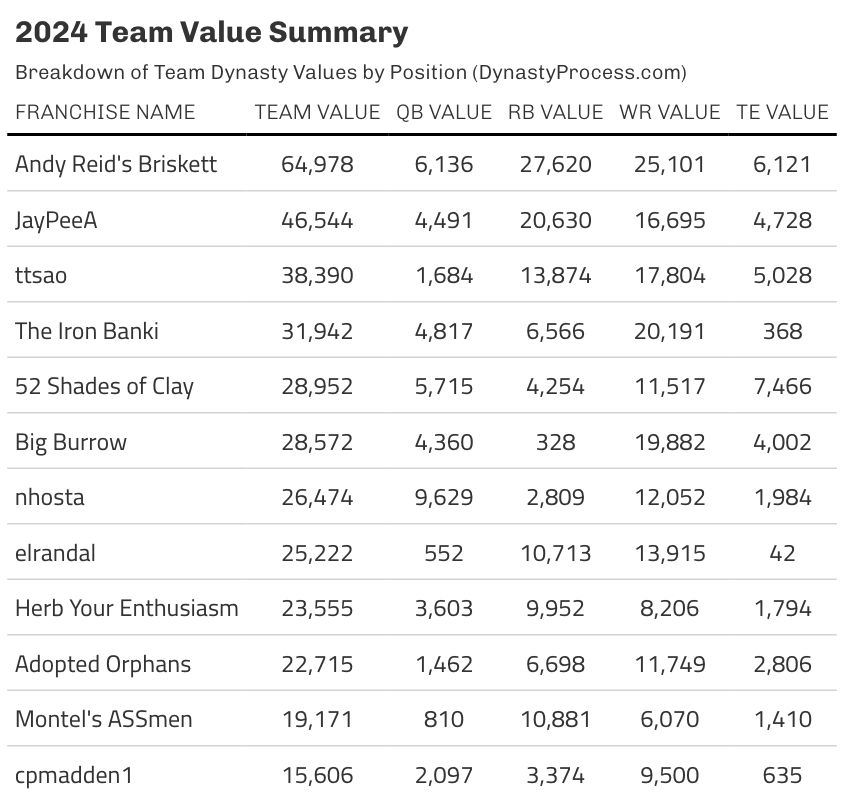 2024 Team Value Summary
Breakdown of Team Dynasty Values by Position (DynastyProcess.com)
FRANCHISE NAME TEAM VALUE QB VALUE RB VALUE WR VALUE TE VALUE
Andy Reid's Briskett 64,978 6,136 27,620 25,101 6,121
JayPeeA 46,544 4,491 20,630 16,695 4,728
ttsao 38,390 1,684 13,874 17,804 5,028
The Iron Banki 31,942 4,817 6,566 20,191 368
52 Shades of Clay 28,952 5,715 4,254 11,517 7,466
Big Burrow 28,572 4,360 328 19,882 4,002
nhosta 26,474 9,629 2,809 12,052 1,984
elrandal 25,222 552 10,713 13,915 42
Herb Your Enthusiasm 23,555 3,603 9,952 8,206 1,794
Adopted Orphans 22,715 1,462 6,698 11,749 2,806
Montel's ASSmen 19,171 810 10,881 6,070 1,410
cpmadden1 15,606 2,097 3,374 9,500 635